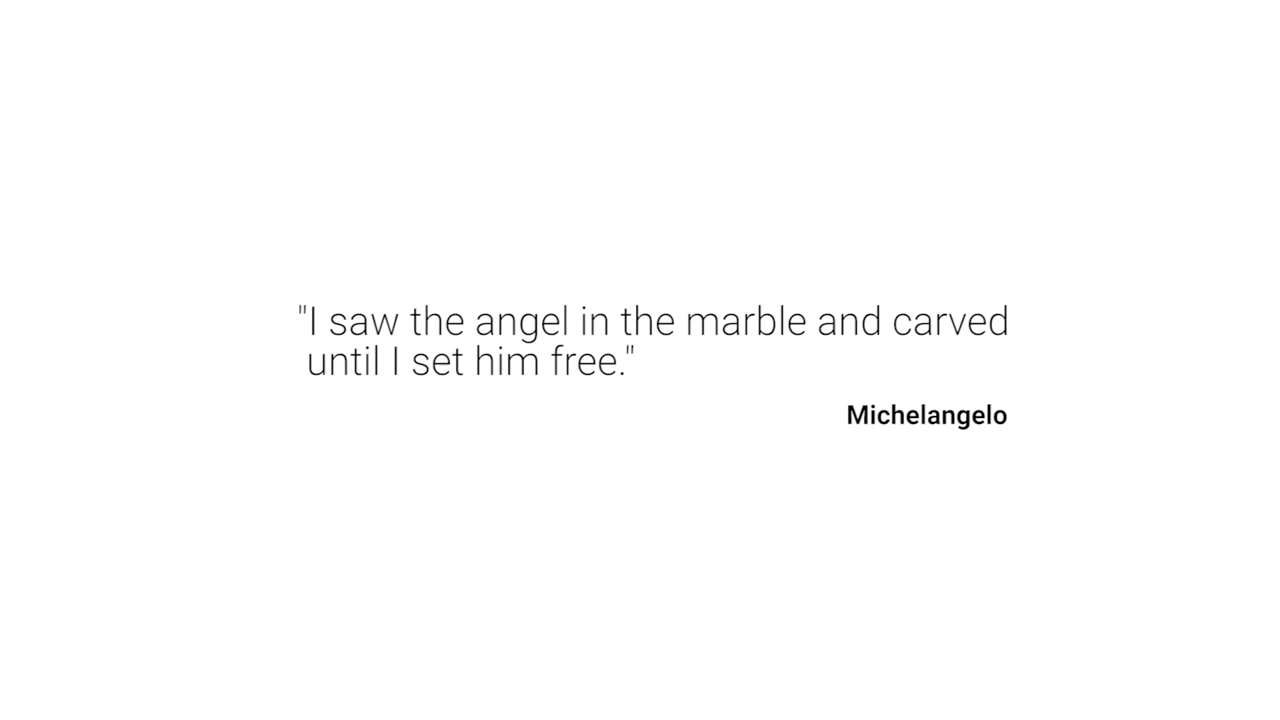 "I saw the angel in the marble and carved
until I set him free."
Michelangelo